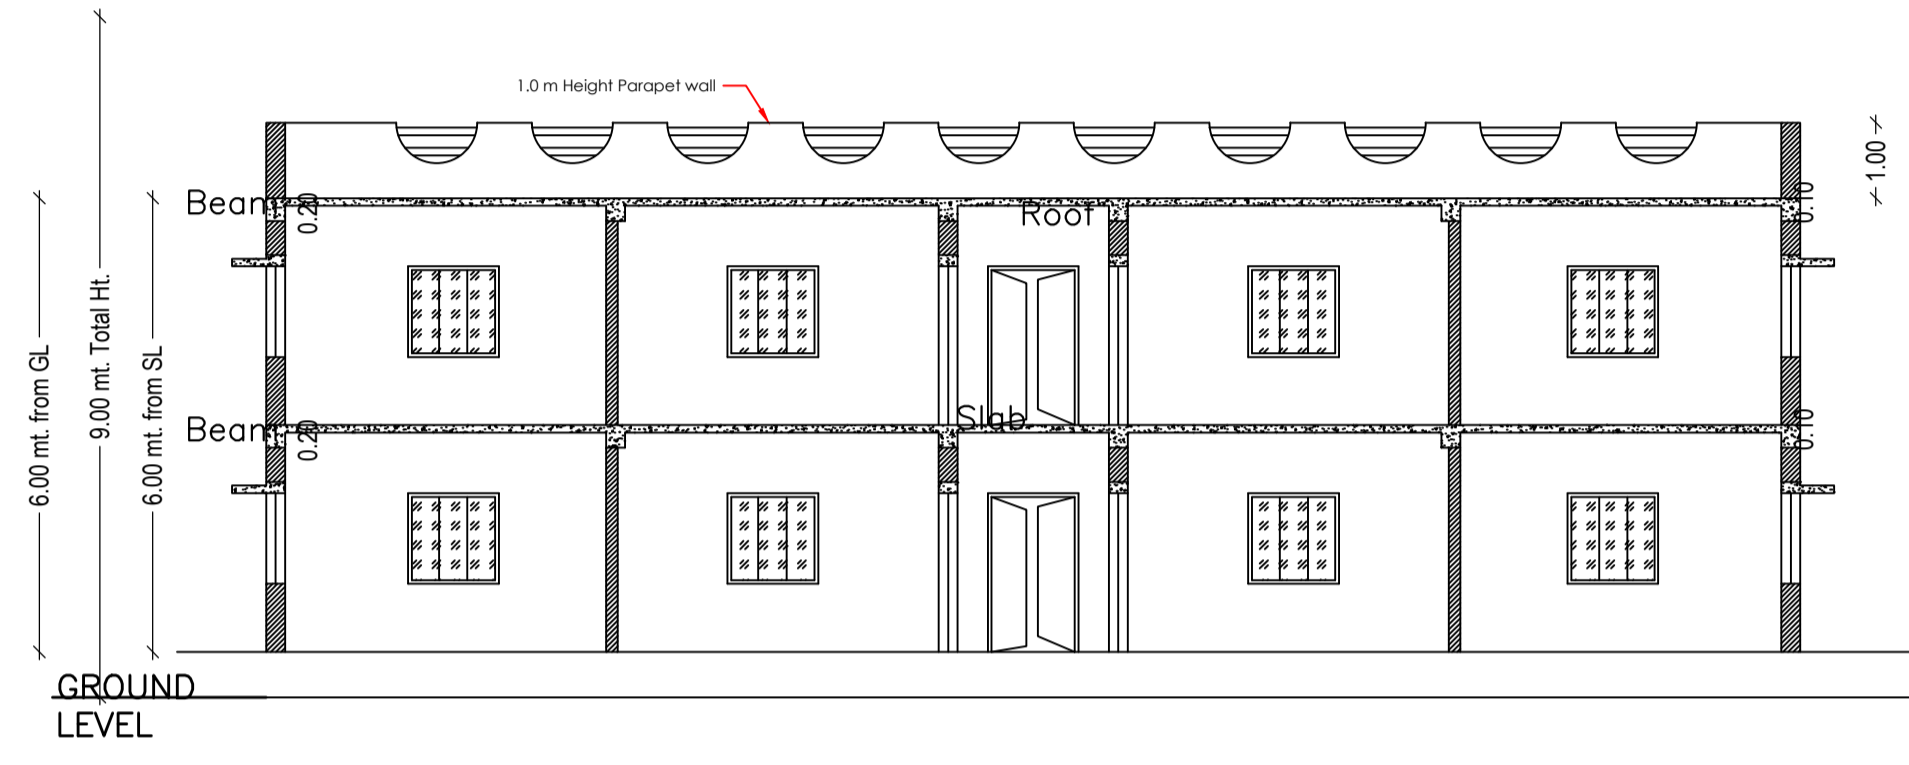 1.0 m Height Parapet wall
1.00
Beam
0.20
Roof
0.10
6.00 mt. from GL
9.00 mt. Total Ht.
6.00 mt. from SL
Beam
0.20
Slab
0.10
GROUND
LEVEL